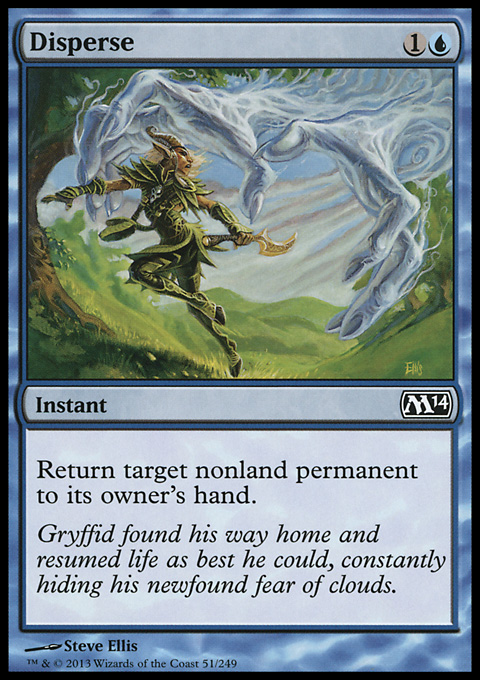 Disperse 1
Ellis
Instant M14
Return target nonland permanent
to its owner's hand.
Gryffid found his way home and
resumed life as best he could, constantly
hiding his newfound fear of clouds.
Steve Ellis
™ & © 2013 Wizards of the Coast 51/249